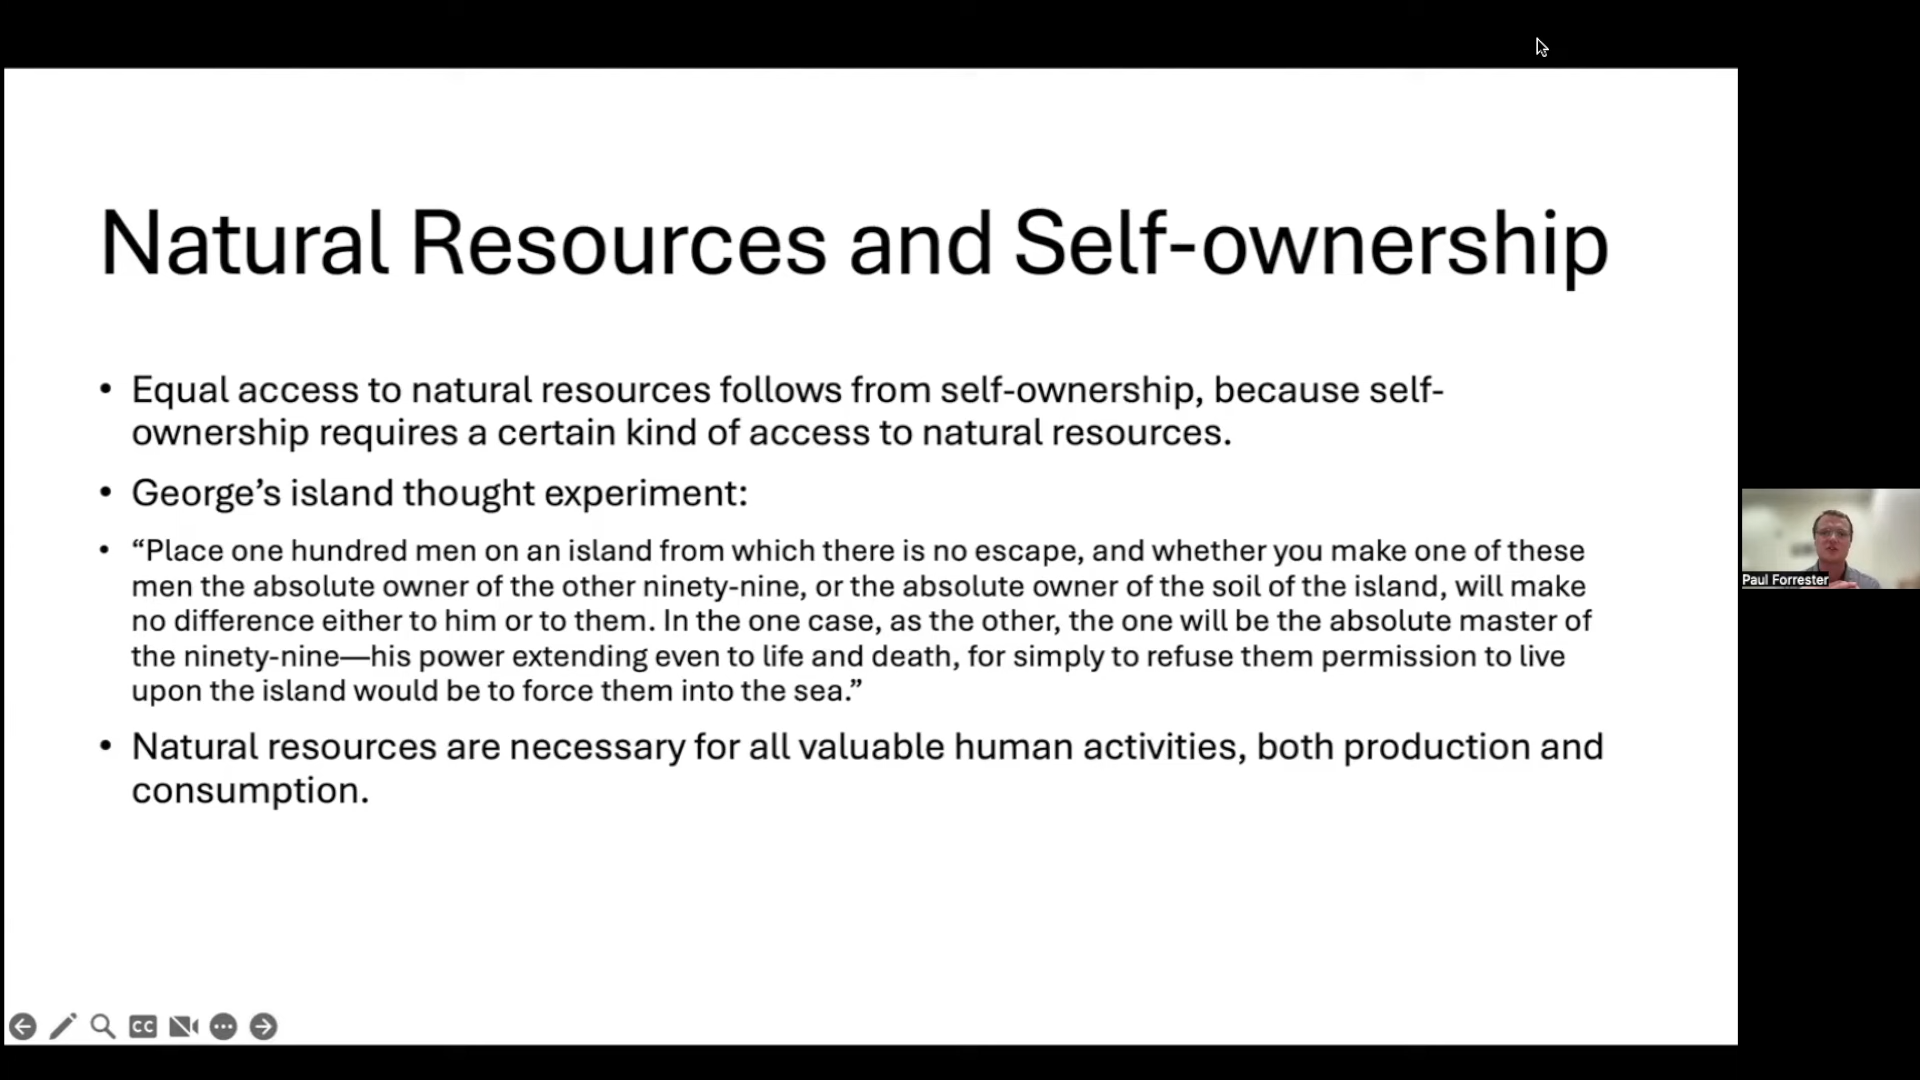 Natural Resources and Self-ownership
• Equal access to natural resources follows from self-ownership, because self-
ownership requires a certain kind of access to natural resources.
• George’s island thought experiment:
• “Place one hundred men on an island from which there is no escape, and whether you make one of these
men the absolute owner of the other ninety-nine, or the absolute owner of the soil of the island, will make
no difference either to him or to them. In the one case, as the other, the one will be the absolute master of
the ninety-nine—his power extending even to life and death, for simply to refuse them permission to live
upon the island would be to force them into the sea.”
• Natural resources are necessary for all valuable human activities, both production and
consumption.
Paul Forrester
CC